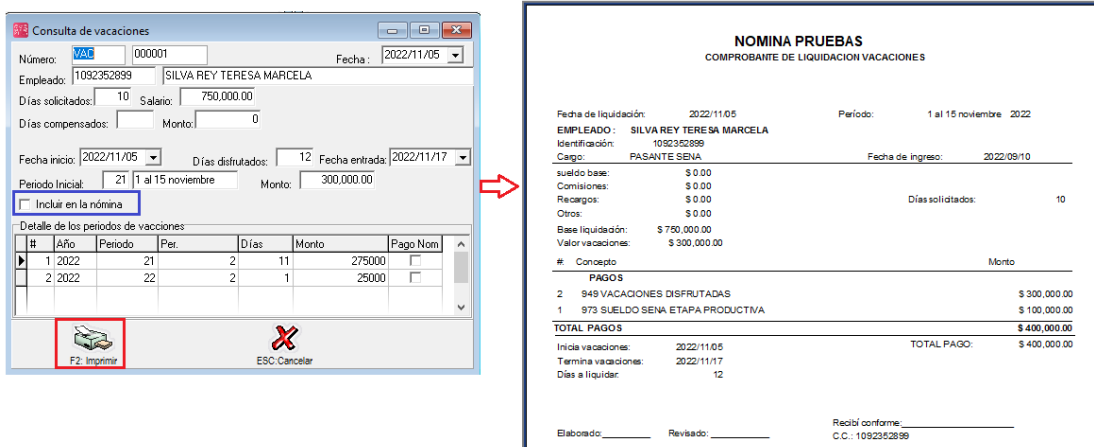 Consulta de vacaciones
Número: VAC 000001 Fecha : 2022/11/05
Empleado: 1092352899 SILVA REY TERESA MARCELA
Días solicitados: 10 Salario: 750,000.00
Días compensados: Monto: 0
Fecha inicio: 2022/11/05 Días disfrutados: 12 Fecha entrada: 2022/11/17
Periodo Inicial: 21 1 al 15 noviembre Monto: 300,000.00
Incluir en la nómina
Detalle de los periodos de vacciones
# Año Periodo Per. Días Monto Pago Nom
1 2022 21 2 11 275000
2 2022 22 2 1 25000
F2: Imprimir ESC:Cancelar
NOMINA PRUEBAS
COMPROBANTE DE LIQUIDACION VACACIONES
Fecha de liquidación: 2022/11/05 Período: 1 al 15 noviembre 2022
EMPLEADO : SILVA REY TERESA MARCELA
Identificación: 1092352899
Cargo: PASANTE SENA Fecha de ingreso: 2022/09/10
sueldo base: $ 0.00
Comisiones: $ 0.00
Recargos: $ 0.00 Días solicitados: 10
Otros: $ 0.00
Base liquidación: $ 750,000.00
Valor vacaciones: $ 300,000.00
#. Concepto Monto
PAGOS
2 949 VACACIONES DISFRUTADAS $ 300,000.00
1 973 SUELDO SENA ETAPA PRODUCTIVA $ 100,000.00
TOTAL PAGOS $ 400,000.00
Inicia vacaciones: 2022/11/05 TOTAL PAGO: $ 400,000.00
Termina vacaciones: 2022/11/17
Días a liquidar: 12
Recibí conforme:
Elaborado: Revisado: C.C.: 1092352899